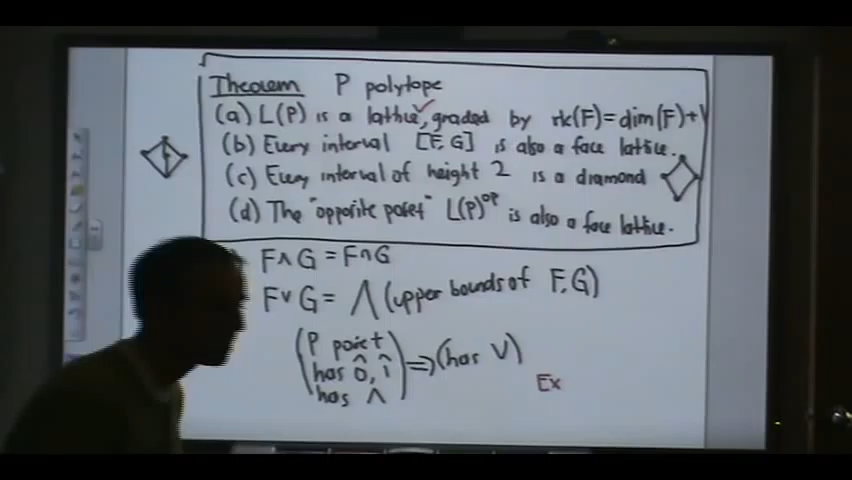 Theorem P polytope
(a) L(P) is a lattice✓, graded by rk(F) = dim(F)+1
(b) Every interval [F,G] is also a face lattice.
(c) Every interval of height 2 is a diamond
(d) The "opposite poset" L(P)^op is also a face lattice.
F∧G = F∩G
F∨G = ⋀(upper bounds of F,G)
(P poset
has 0̂, 1̂
has ∧) ⇒ (has ∨)
Ex